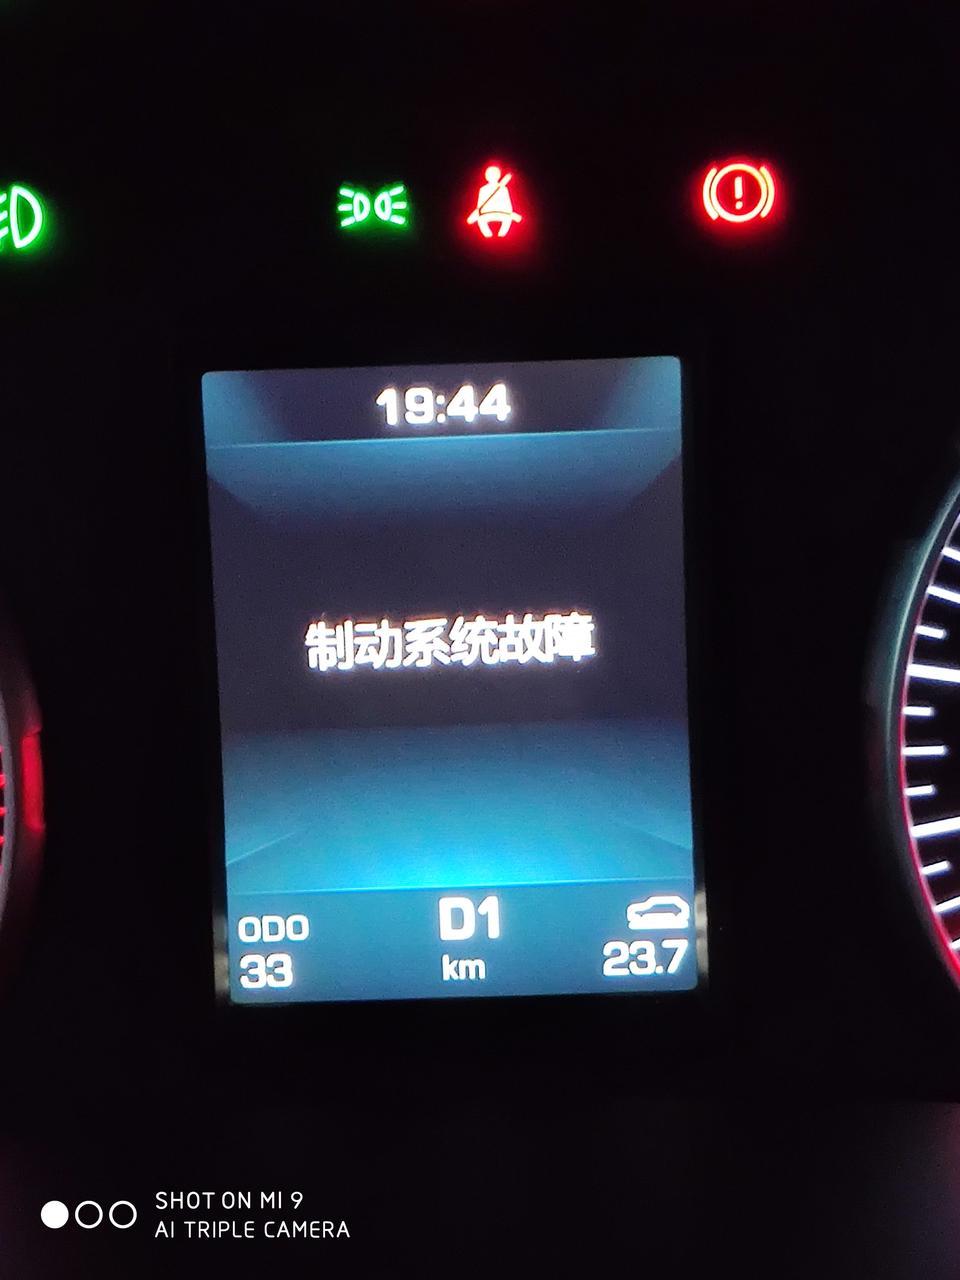 19:44
制动系统故障
ODO
D1
33
km
23.7
SHOT ON MI 9
AI TRIPLE CAMERA